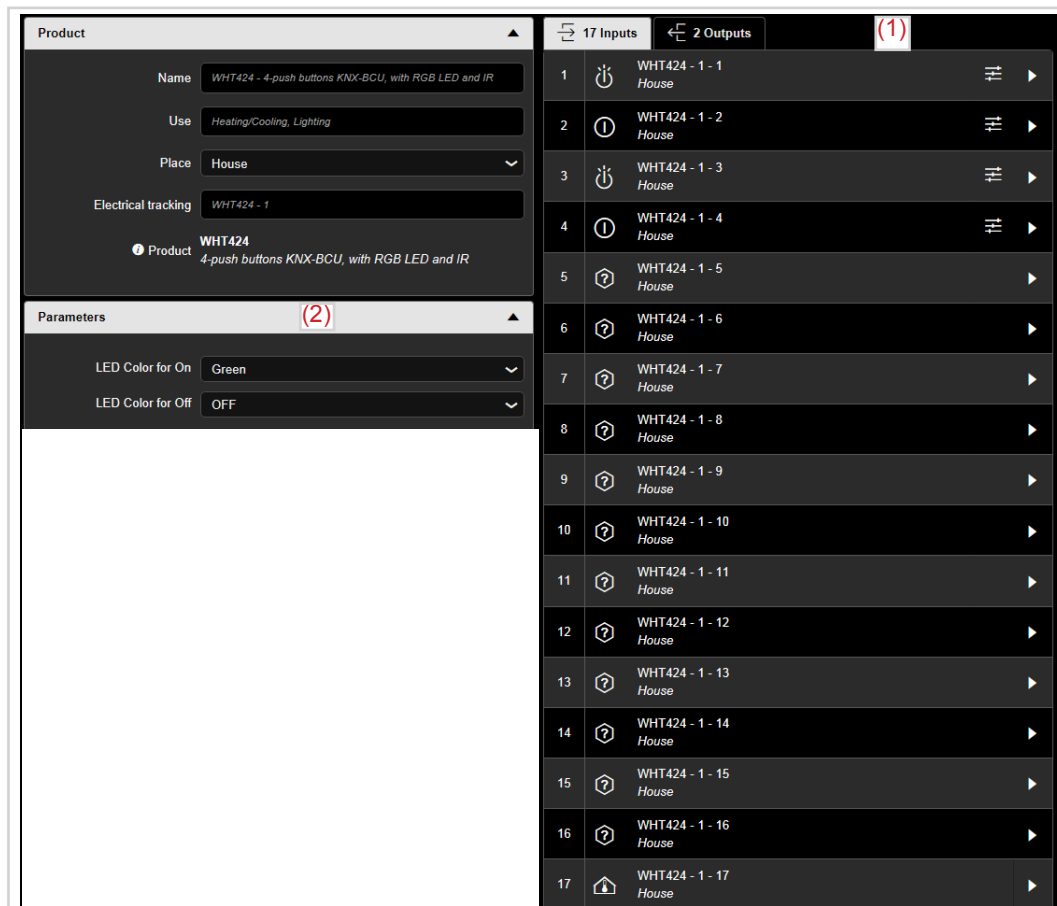 Product
Name WHT424 - 4-push buttons KNX-BCU, with RGB LED and IR
Use Heating/Cooling, Lighting
Place House
Electrical tracking WHT424 - 1
Product WHT424
4-push buttons KNX-BCU, with RGB LED and IR
Parameters (2)
LED Color for On Green
LED Color for Off OFF
17 Inputs 2 Outputs (1)
1 WHT424 - 1 - 1
House
2 WHT424 - 1 - 2
House
3 WHT424 - 1 - 3
House
4 WHT424 - 1 - 4
House
5 WHT424 - 1 - 5
House
6 WHT424 - 1 - 6
House
7 WHT424 - 1 - 7
House
8 WHT424 - 1 - 8
House
9 WHT424 - 1 - 9
House
10 WHT424 - 1 - 10
House
11 WHT424 - 1 - 11
House
12 WHT424 - 1 - 12
House
13 WHT424 - 1 - 13
House
14 WHT424 - 1 - 14
House
15 WHT424 - 1 - 15
House
16 WHT424 - 1 - 16
House
17 WHT424 - 1 - 17
House